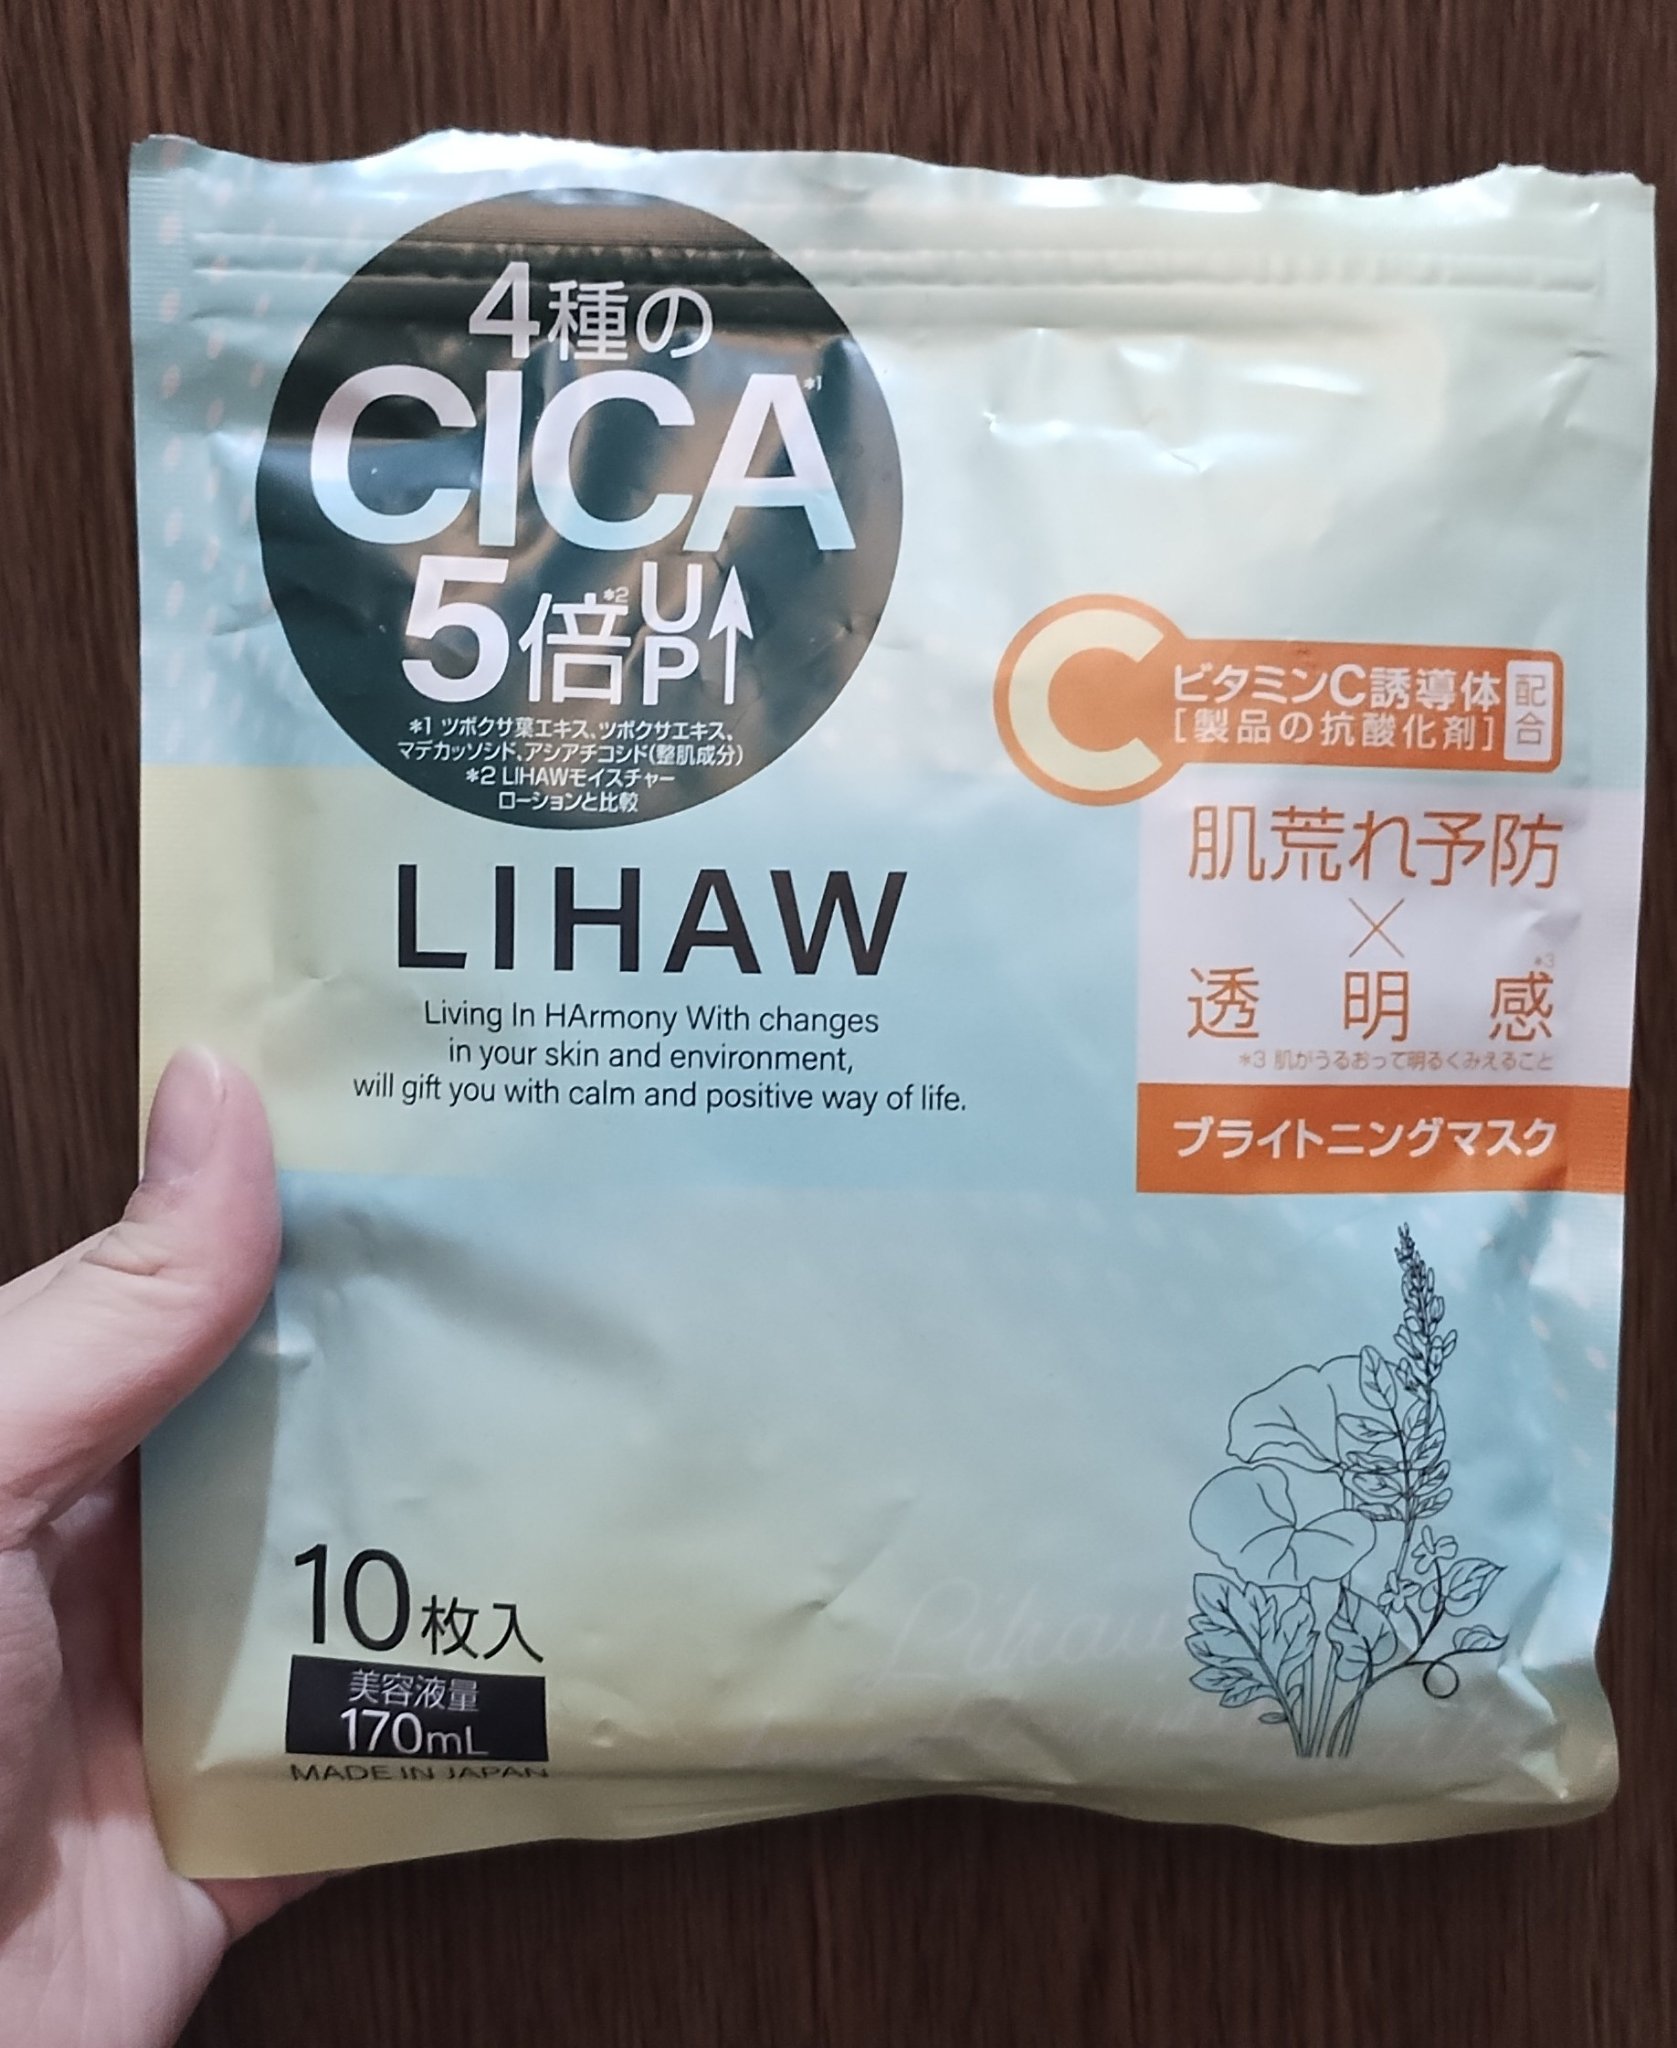 4種の
CICA*1
5倍*2 UP
*1 ツボクサ葉エキス、ツボクサエキス、
マデカッソシド、アシアチコシド(整肌成分)
*2 LIHAWモイスチャー
ローションと比較
LIHAW
Living In HArmony With changes
in your skin and environment,
will gift you with calm and positive way of life.
C
ビタミンC誘導体
[製品の抗酸化剤]
配合
肌荒れ予防
×
透明感*3
*3 肌がうるおって明るくみえること
ブライトニングマスク
10枚入
美容液量
170mL
MADE IN JAPAN
Lihaw